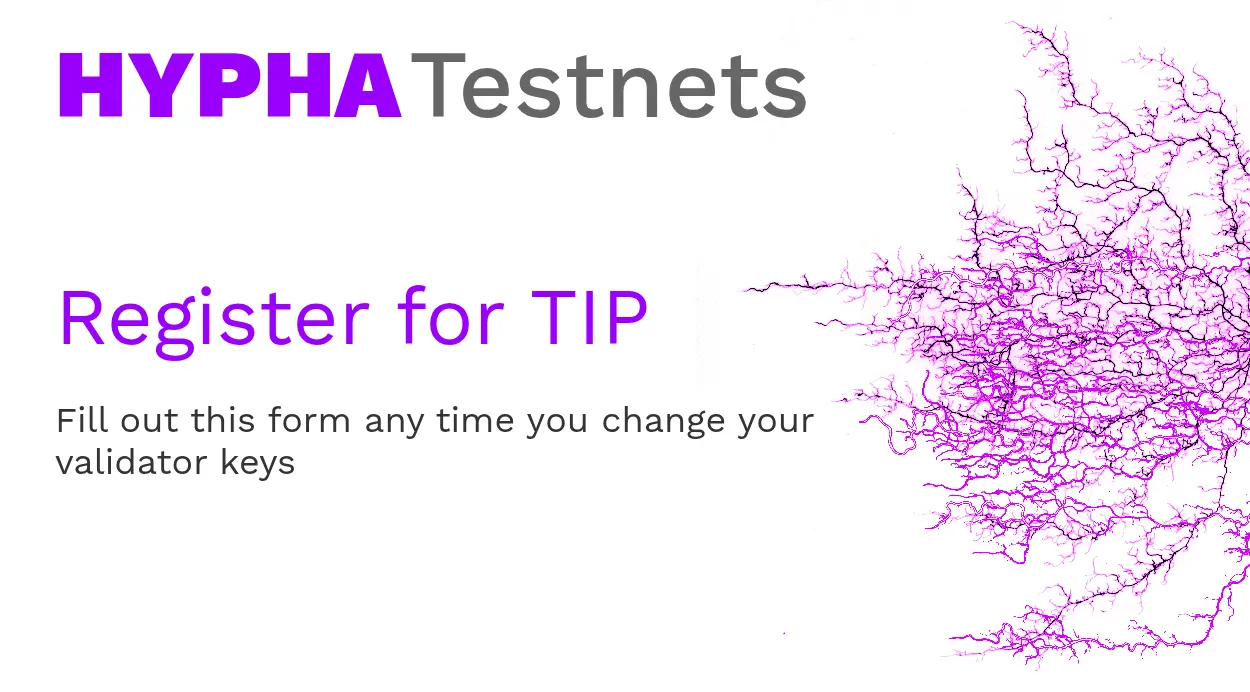 HYPHA Testnets
Register for TIP
Fill out this form any time you change your
validator keys